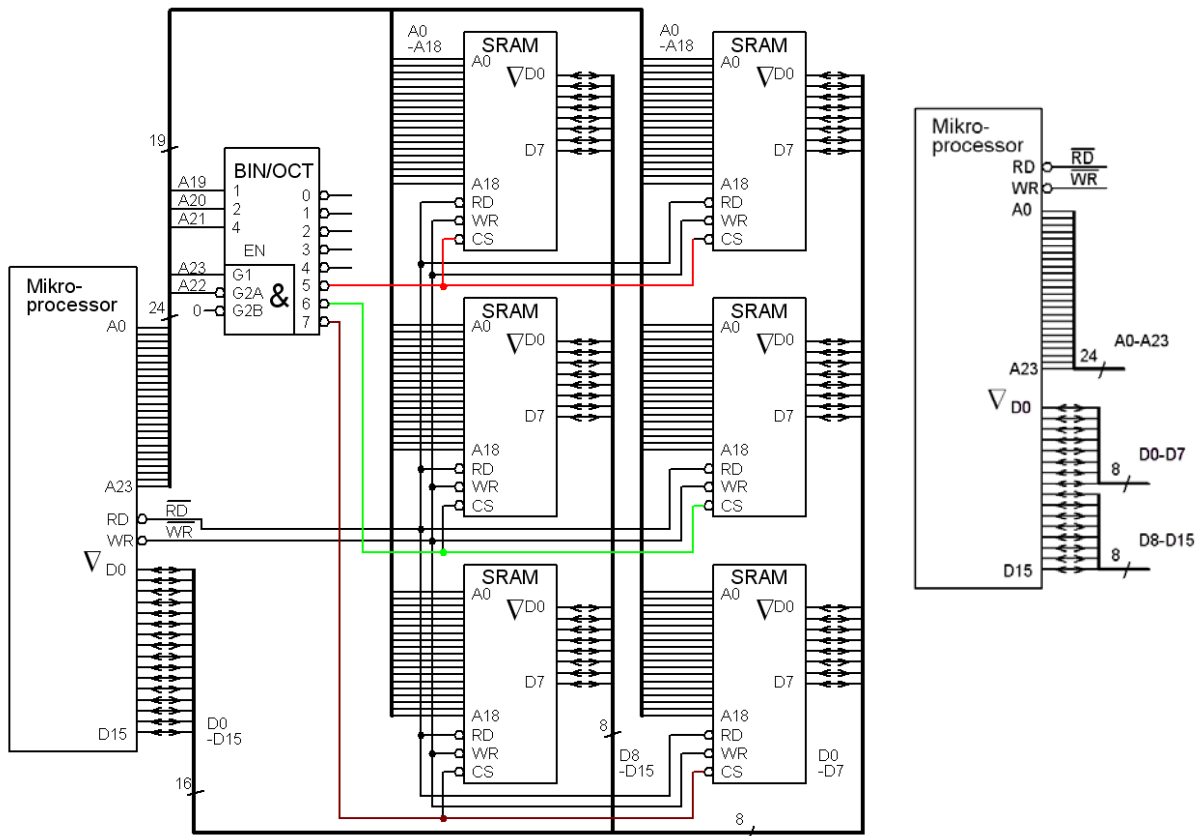 19
24
Mikro-
processor
A0
A23
RD
RD
WR
WR
D0
D15
D0
-D15
16
A19
A20
A21
A23
A22
0
BIN/OCT
1
2
4
EN
G1
G2A
G2B
&
0
1
2
3
4
5
6
7
A0
-A18
SRAM
A0
D0
D7
A18
RD
WR
CS
A0
-A18
SRAM
A0
D0
D7
A18
RD
WR
CS
SRAM
A0
D0
D7
A18
RD
WR
CS
SRAM
A0
D0
D7
A18
RD
WR
CS
SRAM
A0
D0
D7
A18
RD
WR
CS
8
D8
-D15
SRAM
A0
D0
D7
A18
RD
WR
CS
D0
-D7
8
Mikro-
processor
RD
RD
WR
WR
A0
A23
24
A0-A23
D0
8
D0-D7
8
D8-D15
D15